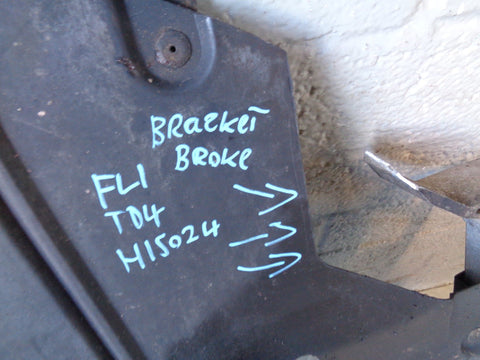 BRacket
BROKE
FL1
TD4
H15024